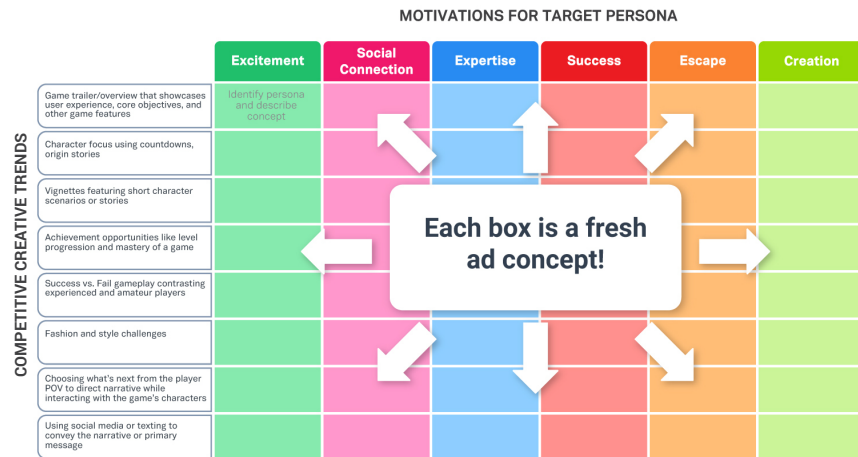 MOTIVATIONS FOR TARGET PERSONA
Excitement
Social
Connection
Expertise
Success
Escape
Creation
COMPETITIVE CREATIVE TRENDS
Game trailer/overview that showcases
user experience, core objectives, and
other game features
Identify persona
and describe
concept
Character focus using countdowns,
origin stories
Vignettes featuring short character
scenarios or stories
Achievement opportunities like level
progression and mastery of a game
Success vs. Fail gameplay contrasting
experienced and amateur players
Fashion and style challenges
Choosing what's next from the player
POV to direct narrative while
interacting with the game's characters
Using social media or texting to
convey the narrative or primary
message
Each box is a fresh
ad concept!